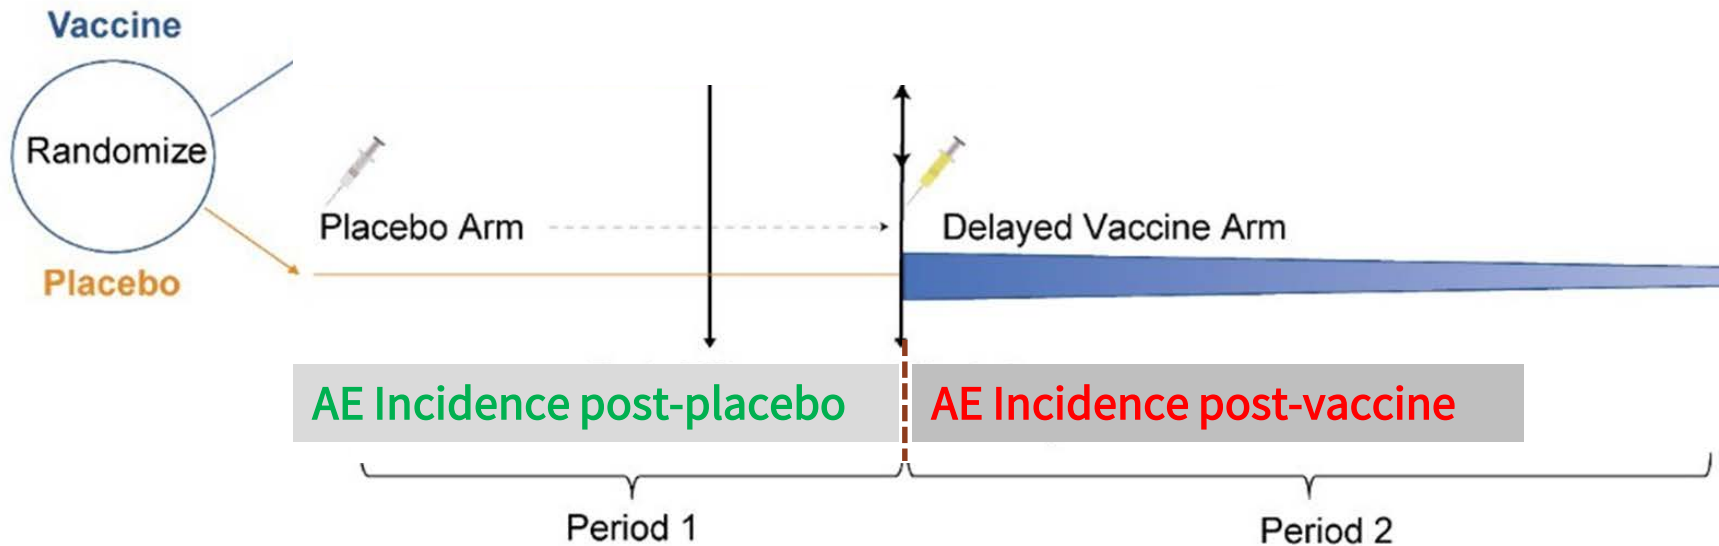 Vaccine
Randomize
Placebo
Placebo Arm
Delayed Vaccine Arm
AE Incidence post-placebo
AE Incidence post-vaccine
Period 1
Period 2